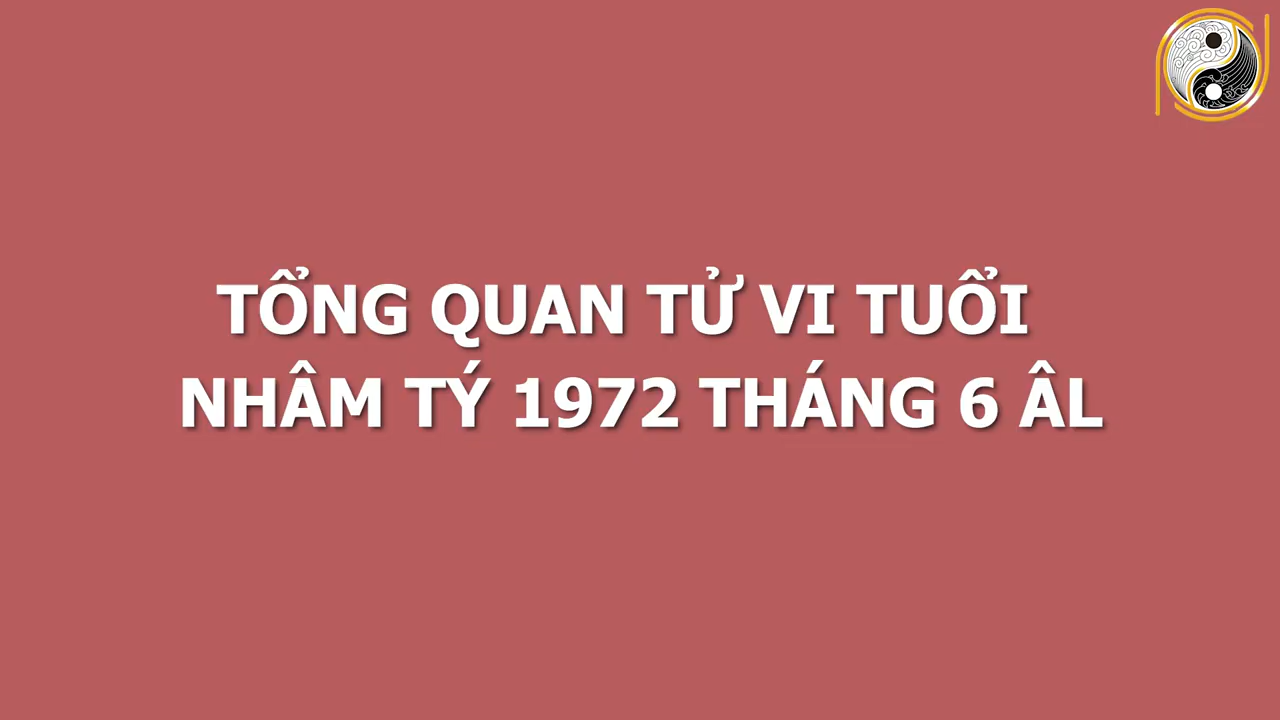 TỔNG QUAN TỬ VI TUỔI
NHÂM TÝ 1972 THÁNG 6 ÂL